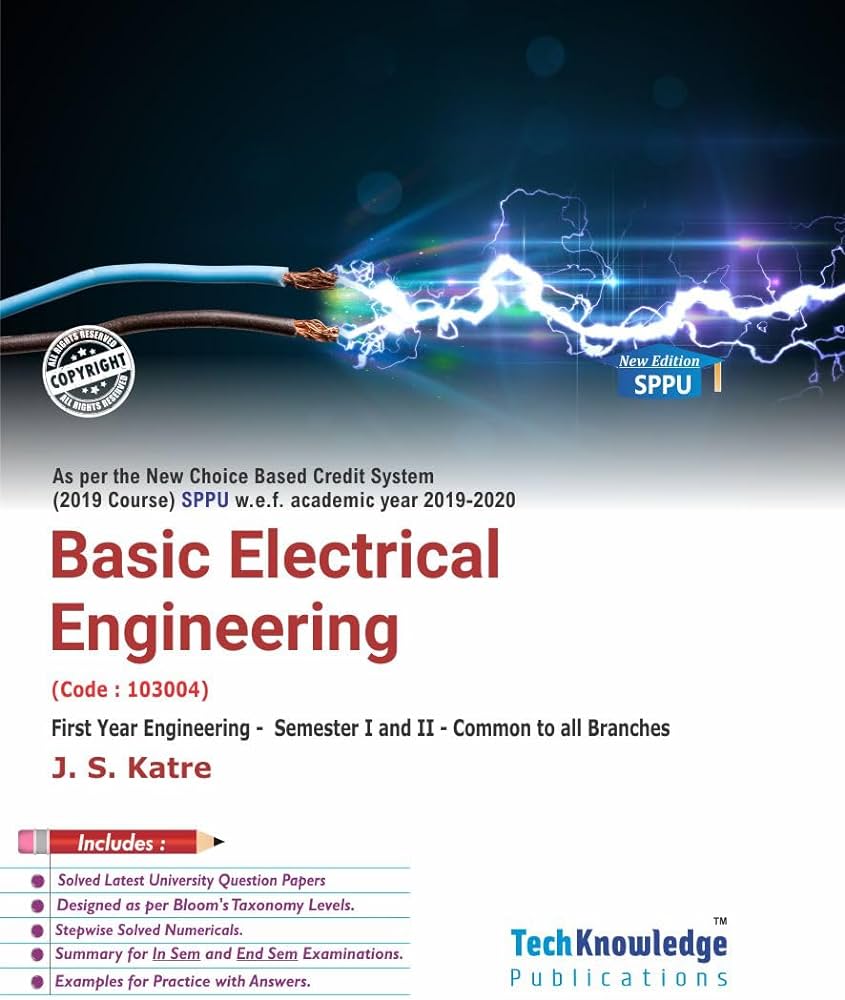 ALL RIGHTS RESERVED
COPYRIGHT
ALL RIGHTS RESERVED
New Edition
SPPU
As per the New Choice Based Credit System
(2019 Course) SPPU w.e.f. academic year 2019-2020
Basic Electrical
Engineering
(Code : 103004)
First Year Engineering - Semester I and II - Common to all Branches
J. S. Katre
Includes :
Solved Latest University Question Papers
Designed as per Bloom's Taxonomy Levels.
Stepwise Solved Numericals.
Summary for In Sem and End Sem Examinations.
Examples for Practice with Answers.
TechKnowledge™
Publications